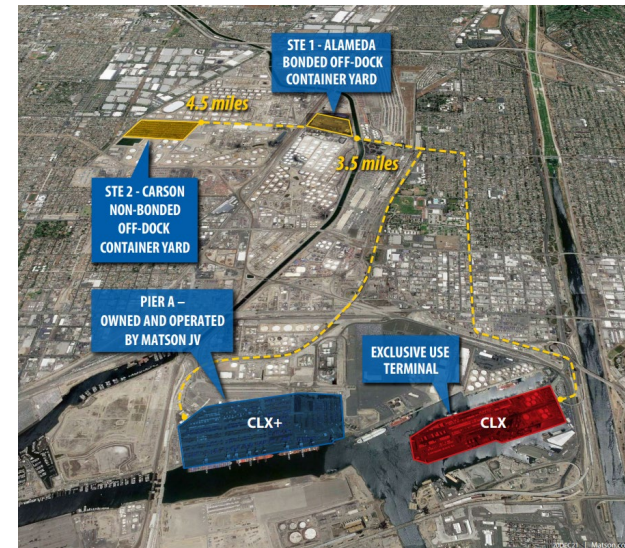 STE 1 - ALAMEDA
BONDED OFF-DOCK
CONTAINER YARD
4.5 miles
3.5 miles
STE 2 - CARSON
NON-BONDED
OFF-DOCK
CONTAINER YARD
PIER A –
OWNED AND OPERATED
BY MATSON JV
EXCLUSIVE USE
TERMINAL
CLX+
CLX